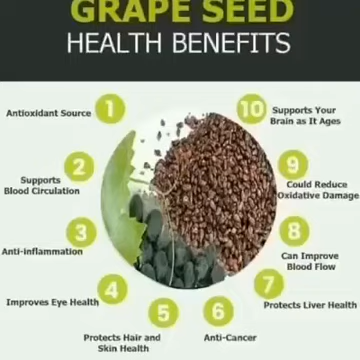 GRAPE SEED
HEALTH BENEFITS
1
Antioxidant Source
2
Supports
Blood Circulation
3
Anti-inflammation
4
Improves Eye Health
5
Protects Hair and
Skin Health
6
Anti-Cancer
7
Protects Liver Health
8
Can Improve
Blood Flow
9
Could Reduce
Oxidative Damage
10
Supports Your
Brain as It Ages